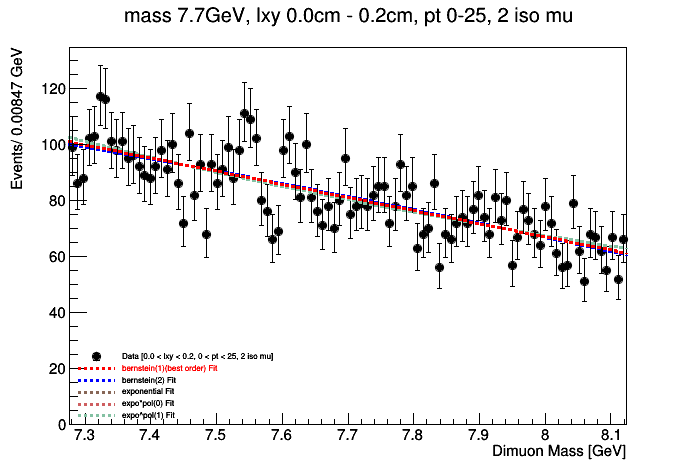 mass 7.7GeV, lxy 0.0cm - 0.2cm, pt 0-25, 2 iso mu
Events/ 0.00847 GeV
120
100
80
60
40
20
0
Data [0.0 < lxy < 0.2, 0 < pt < 25, 2 iso mu]
bernstein(1)(best order) Fit
bernstein(2) Fit
exponential Fit
expo*pol(0) Fit
expo^pol(1) Fit
7.3 7.4 7.5 7.6 7.7 7.8 7.9 8 8.1
Dimuon Mass [GeV]